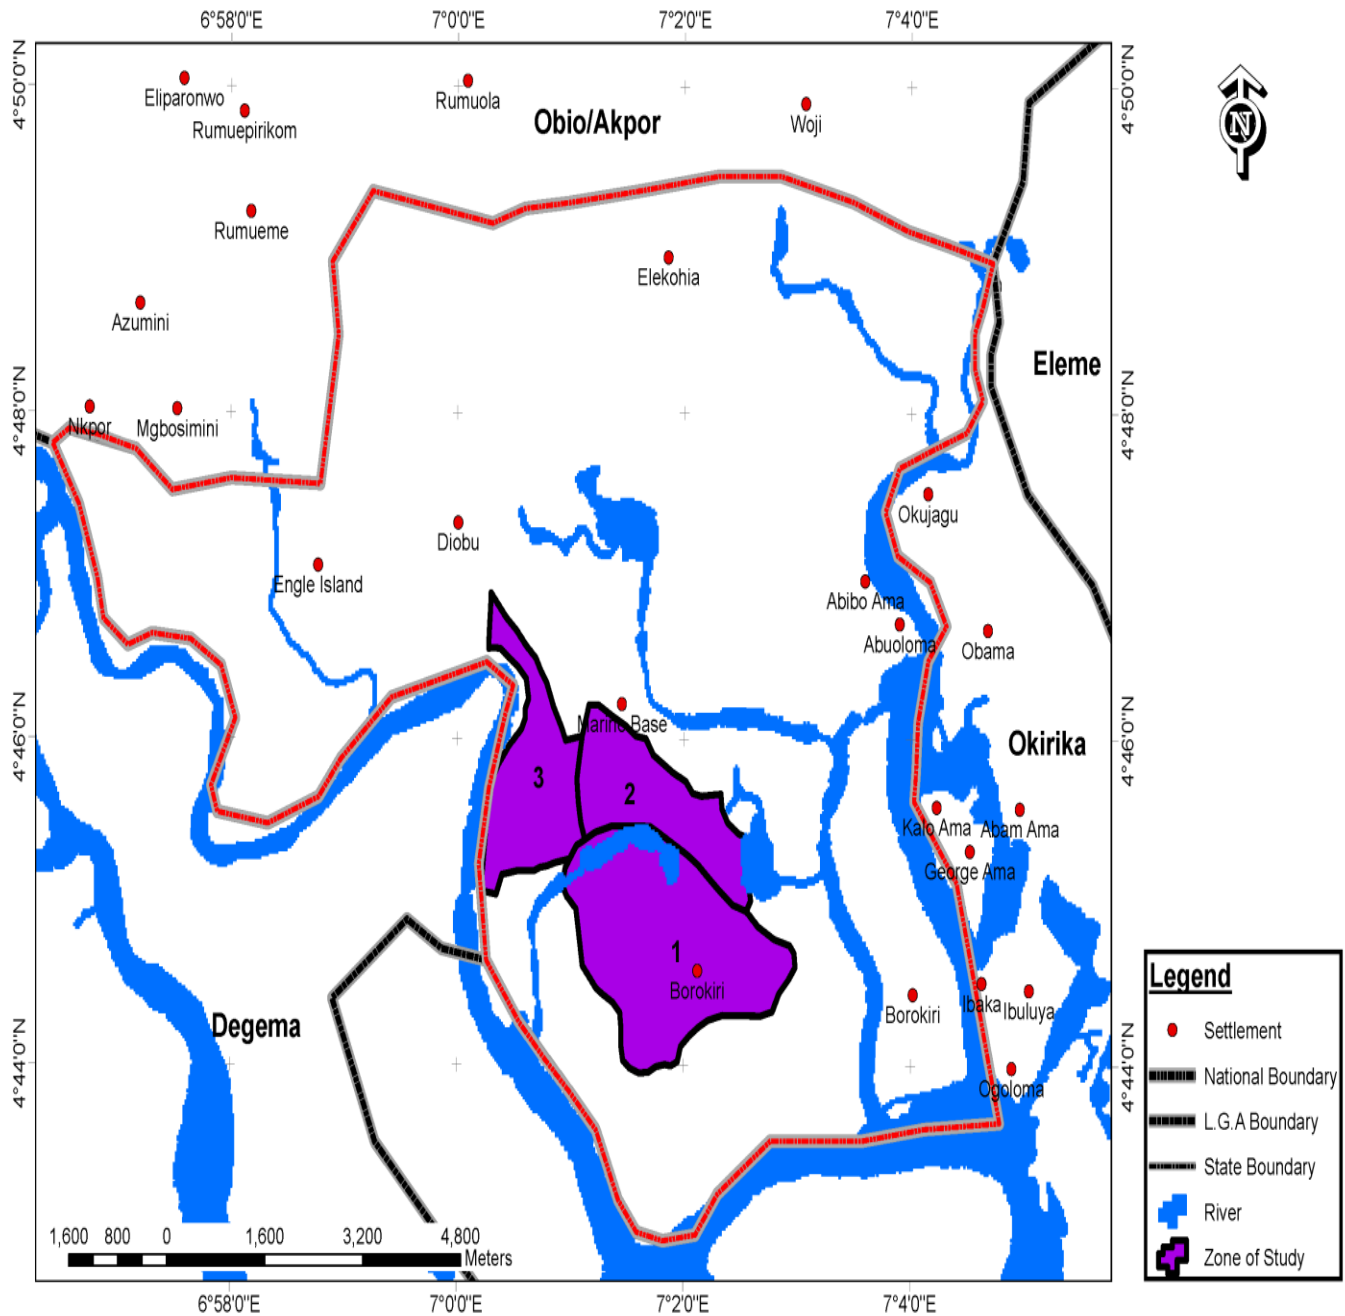 6°58'0"E 7°0'0"E 7°2'0"E 7°4'0"E
4°50'0"N 4°50'0"N
Eliparonwo
Rumuepirikom
Rumuola
Obio/Akpor
Woji
N
Rumueme
Elekohia
Azumini
Eleme
4°48'0"N 4°48'0"N
Nkpor
Mgbosimini
Okujagu
Diobu
Engle Island
Abibo Ama
Abuoloma
Obama
Marine Base
4°46'0"N 4°46'0"N
Okirika
3
2
Kalo Ama
Abam Ama
George Ama
1
Borokiri
Borokiri
Ibaka
Ibuluya
Degema
4°44'0"N 4°44'0"N
Ogoloma
Legend
Settlement
National Boundary
L.G.A Boundary
State Boundary
River
Zone of Study
1,600 800 0 1,600 3,200 4,800
Meters
6°58'0"E 7°0'0"E 7°2'0"E 7°4'0"E